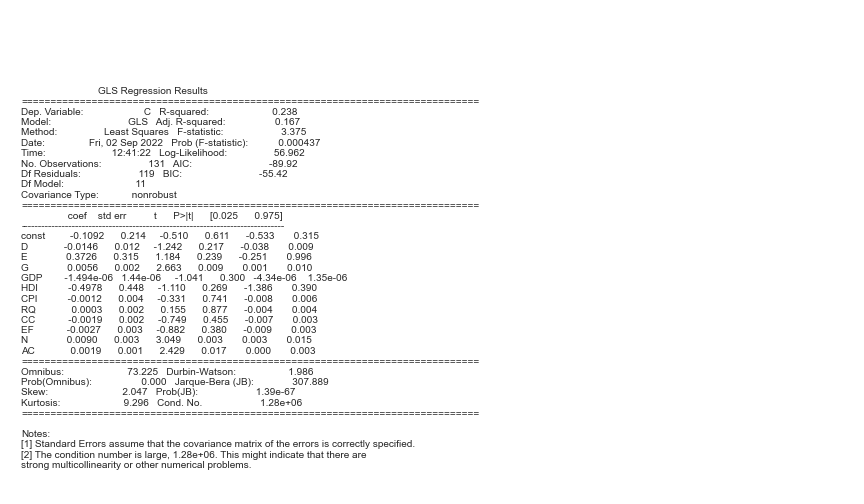 GLS Regression Results
==============================================================================
Dep. Variable: C R-squared: 0.238
Model: GLS Adj. R-squared: 0.167
Method: Least Squares F-statistic: 3.375
Date: Fri, 02 Sep 2022 Prob (F-statistic): 0.000437
Time: 12:41:22 Log-Likelihood: 56.962
No. Observations: 131 AIC: -89.92
Df Residuals: 119 BIC: -55.42
Df Model: 11
Covariance Type: nonrobust
==============================================================================
coef std err t P>|t| [0.025 0.975]
------------------------------------------------------------------------------
const -0.1092 0.214 -0.510 0.611 -0.533 0.315
D -0.0146 0.012 -1.242 0.217 -0.038 0.009
E 0.3726 0.315 1.184 0.239 -0.251 0.996
G 0.0056 0.002 2.663 0.009 0.001 0.010
GDP -1.494e-06 1.44e-06 -1.041 0.300 -4.34e-06 1.35e-06
HDI -0.4978 0.448 -1.110 0.269 -1.386 0.390
CPI -0.0012 0.004 -0.331 0.741 -0.008 0.006
RQ 0.0003 0.002 0.155 0.877 -0.004 0.004
CC -0.0019 0.002 -0.749 0.455 -0.007 0.003
EF -0.0027 0.003 -0.882 0.380 -0.009 0.003
N 0.0090 0.003 3.049 0.003 0.003 0.015
AC 0.0019 0.001 2.429 0.017 0.000 0.003
==============================================================================
Omnibus: 73.225 Durbin-Watson: 1.986
Prob(Omnibus): 0.000 Jarque-Bera (JB): 307.889
Skew: 2.047 Prob(JB): 1.39e-67
Kurtosis: 9.296 Cond. No. 1.28e+06
==============================================================================
Notes:
[1] Standard Errors assume that the covariance matrix of the errors is correctly specified.
[2] The condition number is large, 1.28e+06. This might indicate that there are
strong multicollinearity or other numerical problems.